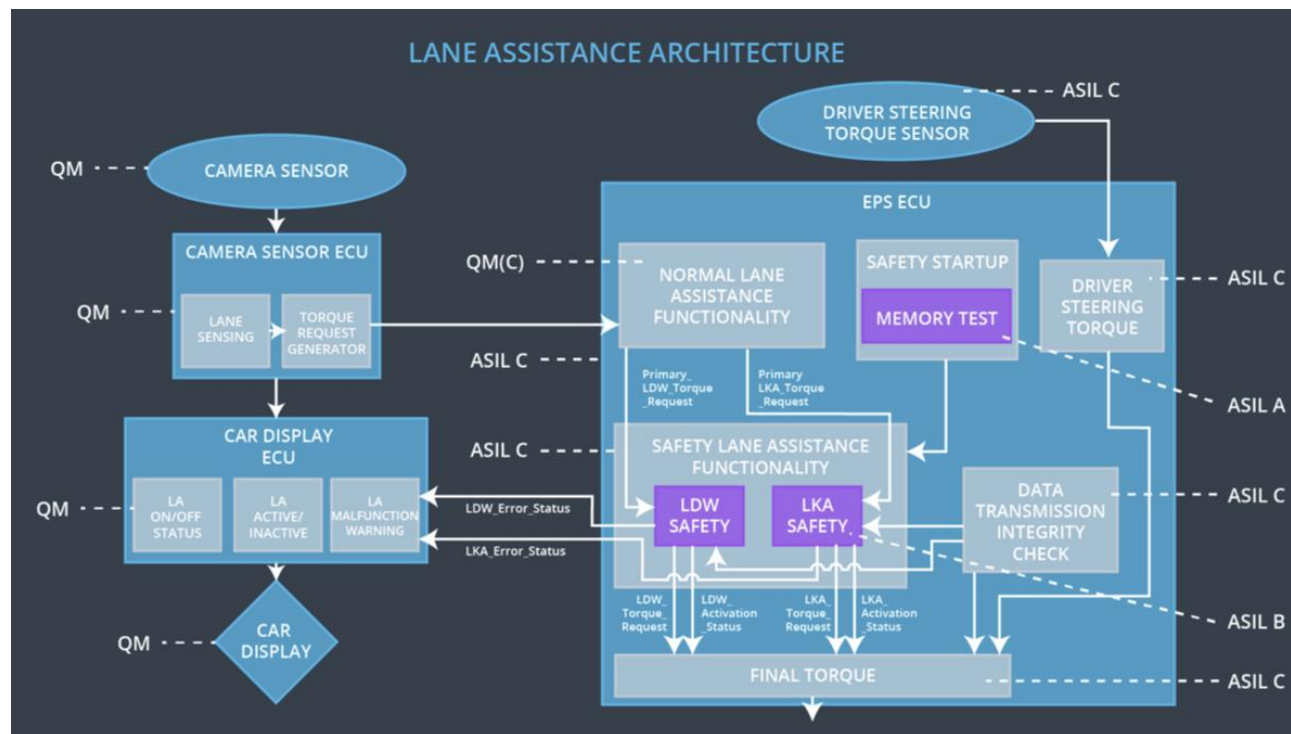 LANE ASSISTANCE ARCHITECTURE
ASIL C
DRIVER STEERING
TORQUE SENSOR
QM
CAMERA SENSOR
EPS ECU
CAMERA SENSOR ECU
QM
LANE
SENSING
TORQUE
REQUEST
GENERATOR
QM(C)
NORMAL LANE
ASSISTANCE
FUNCTIONALITY
SAFETY STARTUP
MEMORY TEST
DRIVER
STEERING
TORQUE
ASIL C
ASIL C
Primary_
LDW_Torque
_Request
Primary
LKA_Torque
_Request
ASIL A
CAR DISPLAY
ECU
QM
LA
ON/OFF
STATUS
LA
ACTIVE/
INACTIVE
LA
MALFUNCTION
WARNING
ASIL C
SAFETY LANE ASSISTANCE
FUNCTIONALITY
LDW
SAFETY
LKA
SAFETY
DATA
TRANSMISSION
INTEGRITY
CHECK
ASIL C
LDW_Error_Status
LKA_Error_Status
LDW_
Torque_
Request
LDW_
Activation
_Status
LKA_
Torque_
Request
LKA_
Activation
_Status
ASIL B
QM
CAR
DISPLAY
FINAL TORQUE
ASIL C